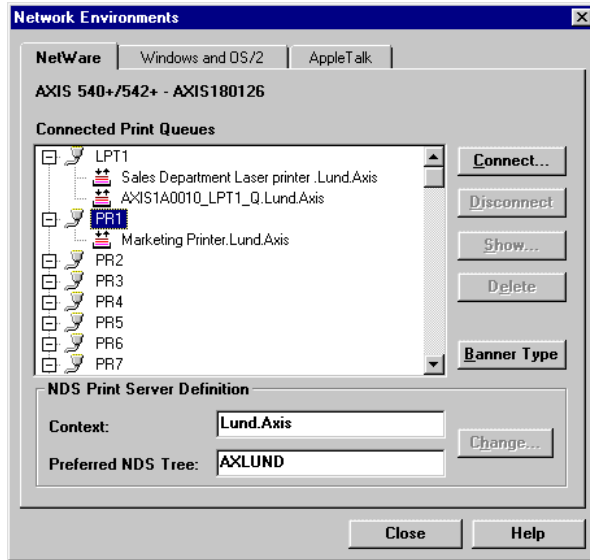 Network Environments
NetWare
Windows and OS/2
AppleTalk
AXIS 540+/542+ - AXIS180126
Connected Print Queues
LPT1
Sales Department Laser printer .Lund.Axis
AXIS1A0010_LPT1_Q.Lund.Axis
PR1
Marketing Printer.Lund.Axis
PR2
PR3
PR4
PR5
PR6
PR7
Connect...
Disconnect
Show...
Delete
Banner Type
NDS Print Server Definition
Context: Lund.Axis
Preferred NDS Tree: AXLUND
Change...
Close
Help